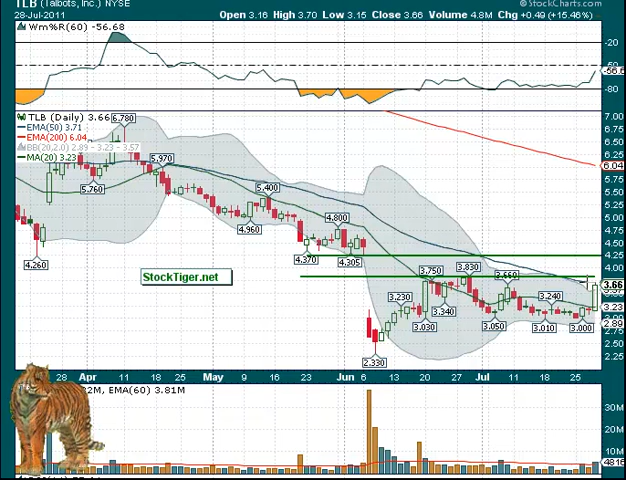 TLB (Talbots, Inc.) NYSE
© StockCharts.com
28-Jul-2011 Open 3.16 High 3.70 Low 3.15 Close 3.66 Volume 4.8M Chg +0.49 (+15.46%)
Wm%R(60) -56.68
-20
-56.6
-80
TLB (Daily) 3.66
EMA(50) 3.71
EMA(200) 6.04
BB(20,2.0) 2.89 - 3.23 - 3.57
MA(20) 3.23
6.780
5.970
5.760
5.400
4.960
4.800
4.260
4.370
4.305
3.750
3.830
3.650
3.230
3.240
3.340
3.030
3.050
3.010
3.000
2.330
7.00
6.75
6.50
6.25
6.04
5.75
5.50
5.25
5.00
4.75
4.50
4.25
4.00
3.66
3.23
3.00
2.89
2.50
2.25
StockTiger.net
28 Apr 11 18 25 May 9 16 23 Jun 6 13 20 27 Jul 11 18 25
2M, EMA(60) 3.81M
30M
20M
10M